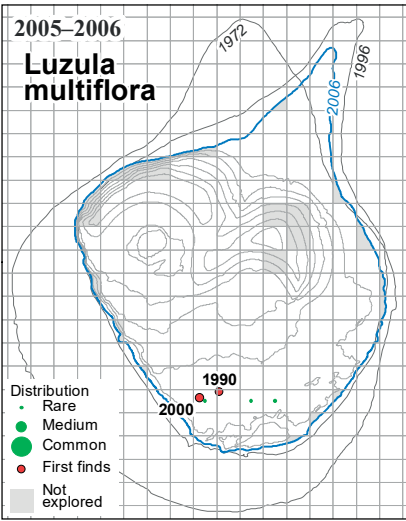 2005–2006
Luzula
multiflora
1972
1996
2006
1990
2000
Distribution
Rare
Medium
Common
First finds
Not
explored